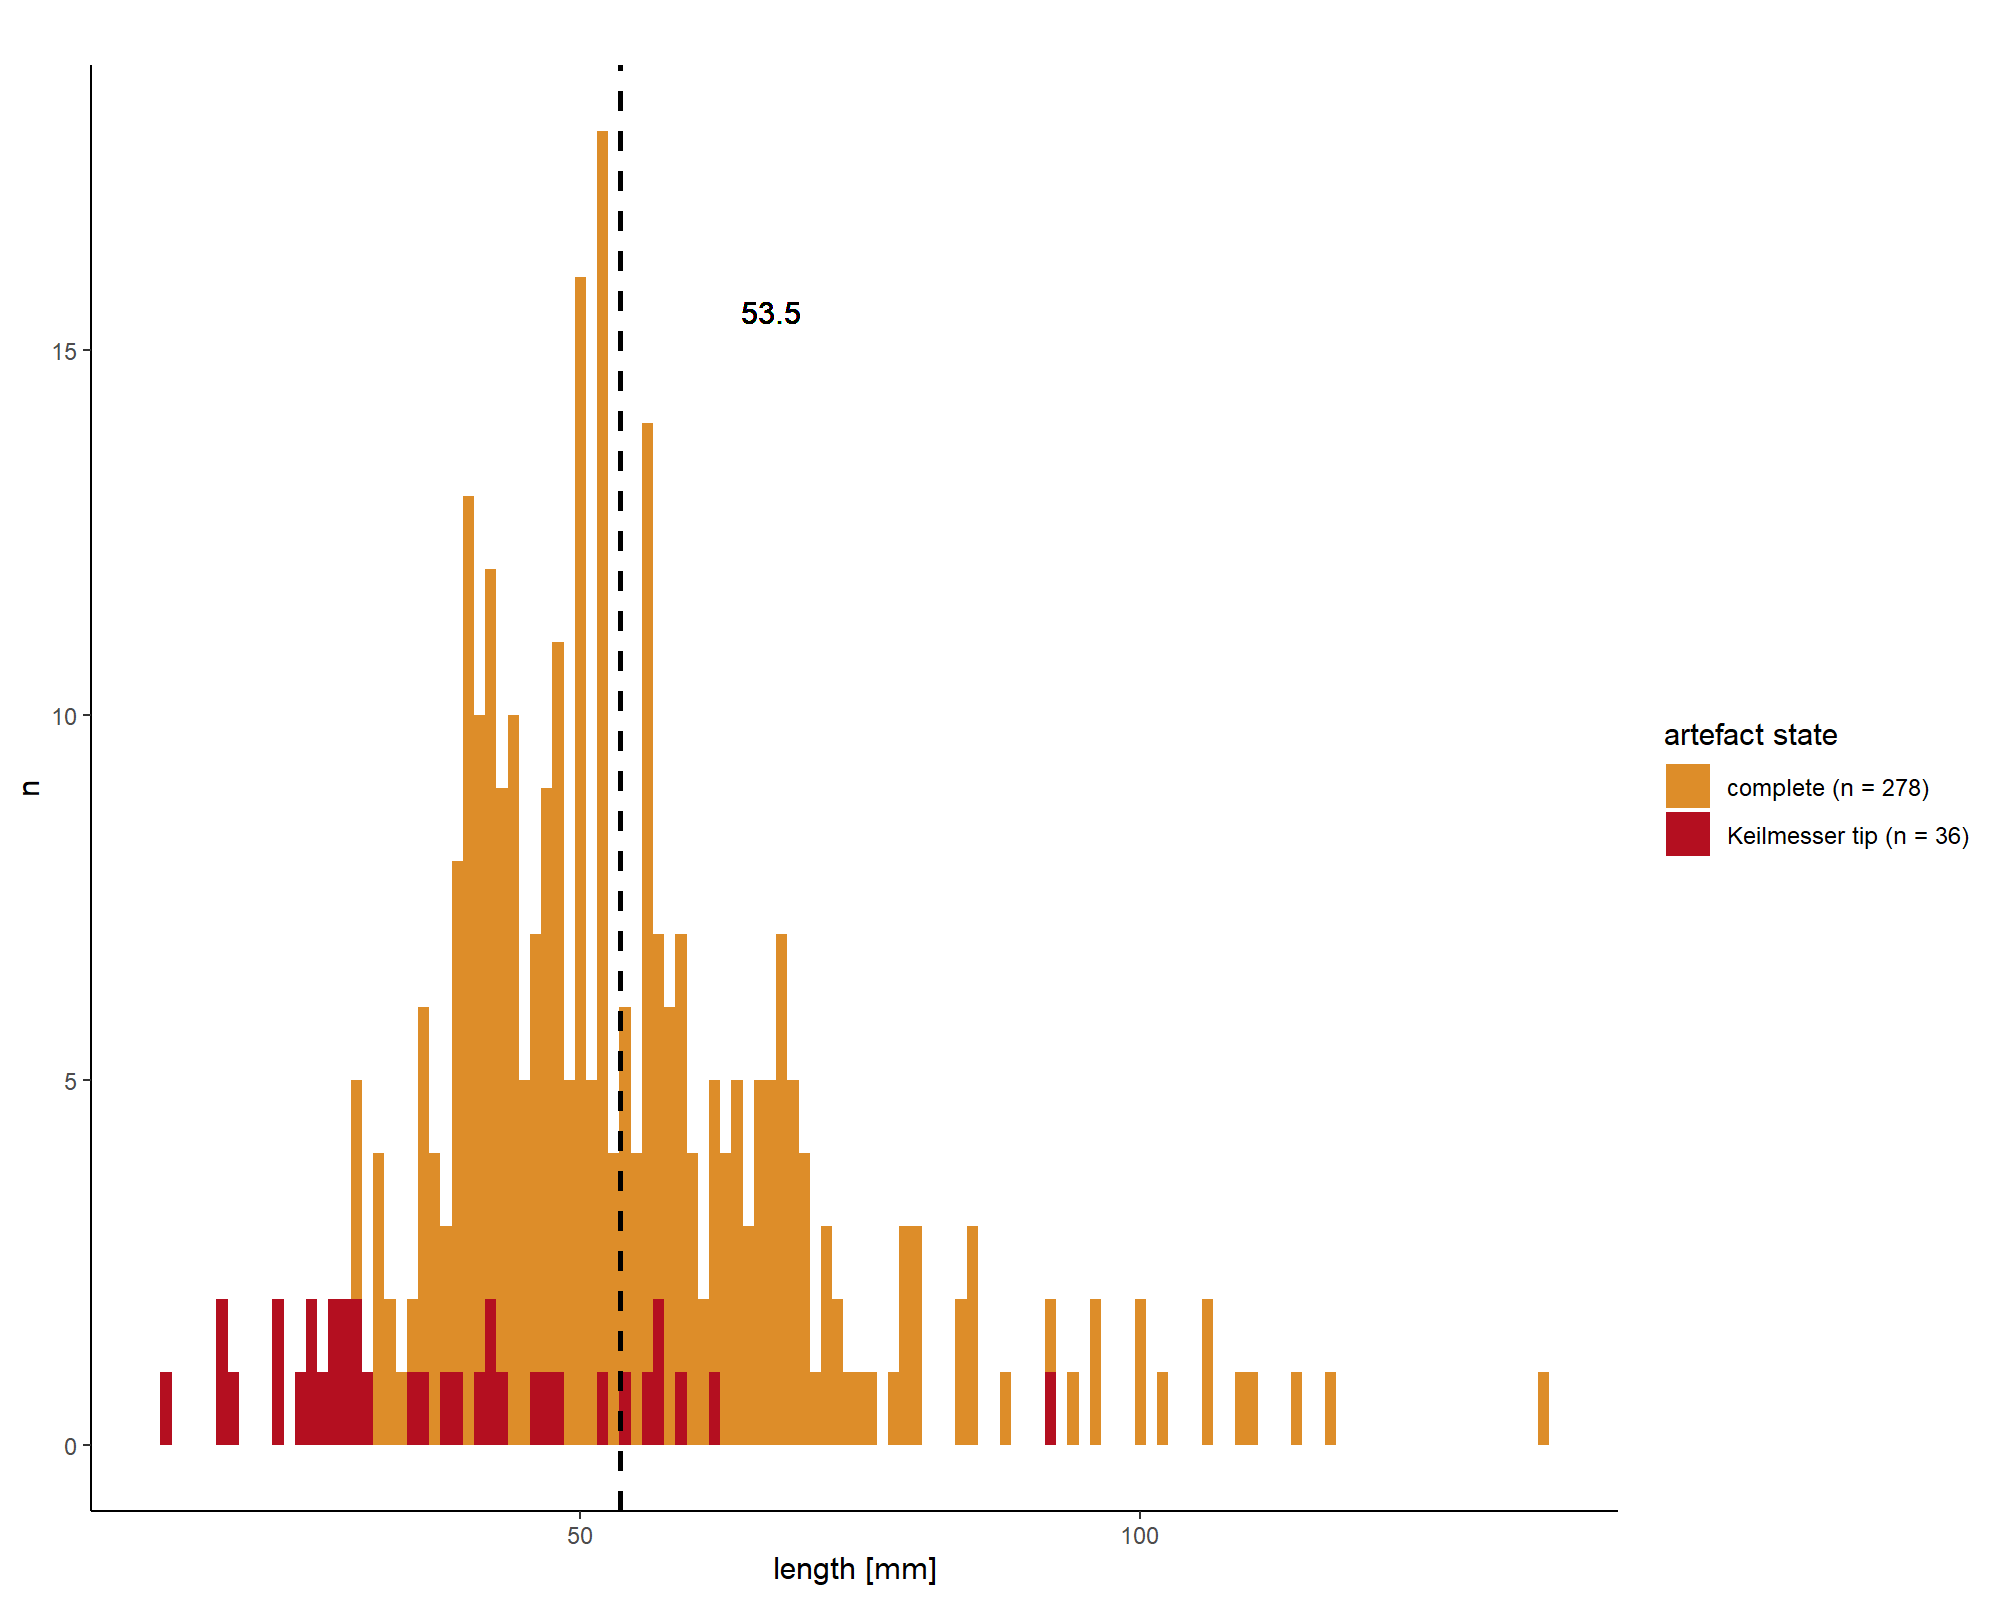 53.5
15
10
5
0
n
50
100
length [mm]
artefact state
complete (n = 278)
Keilmesser tip (n = 36)